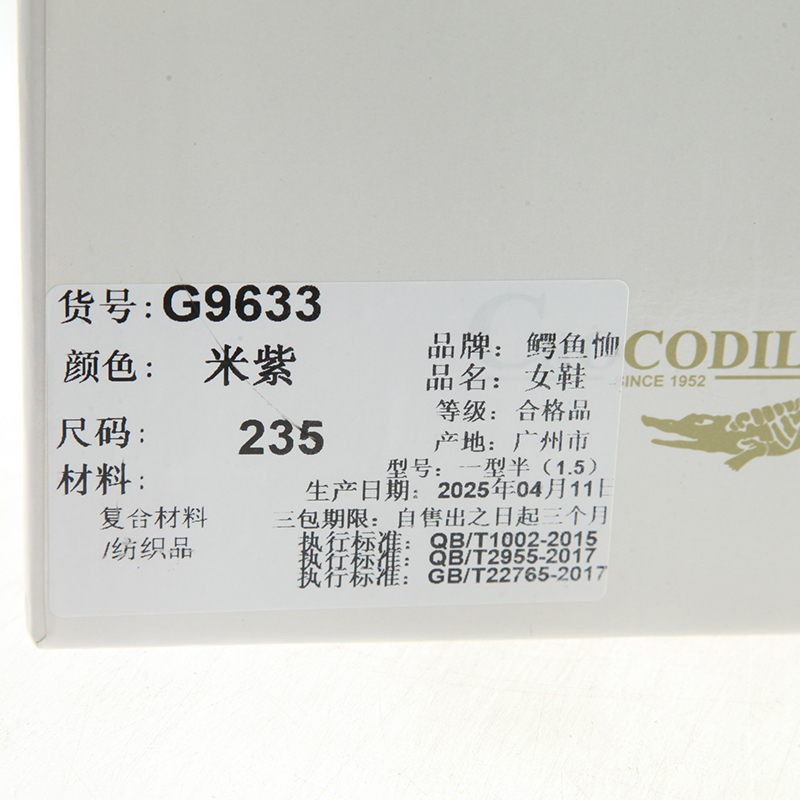 货号：G9633
颜色： 米紫
尺码： 235
材料：
复合材料
/纺织品
品牌： 鳄鱼恤
品名： 女鞋
等级：合格品
产地：广州市
型号：一型半（1.5）
生产日期：2025年04月11日
三包期限：自售出之日起三个月
执行标准：QB/T1002-2015
执行标准：QB/T2955-2017
执行标准：GB/T22765-2017
CODIL
SINCE 1952